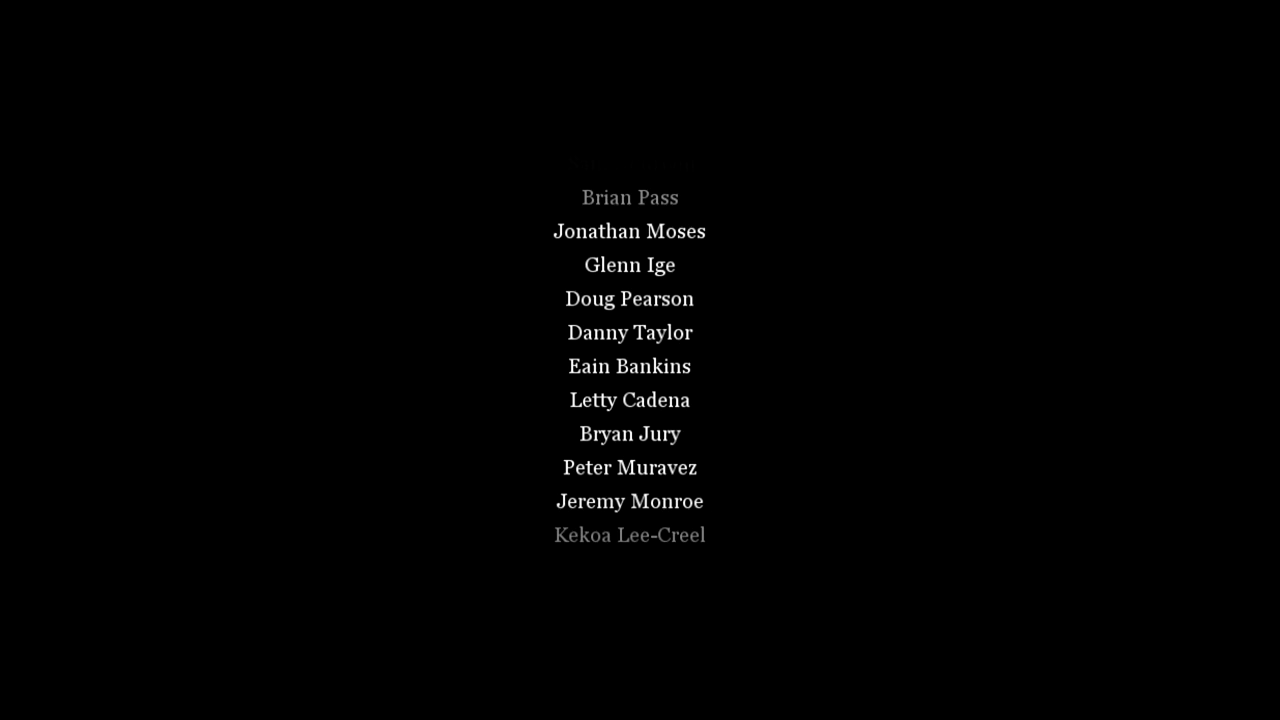 Brian Pass
Jonathan Moses
Glenn Ige
Doug Pearson
Danny Taylor
Eain Bankins
Letty Cadena
Bryan Jury
Peter Muravez
Jeremy Monroe
Kekoa Lee-Creel